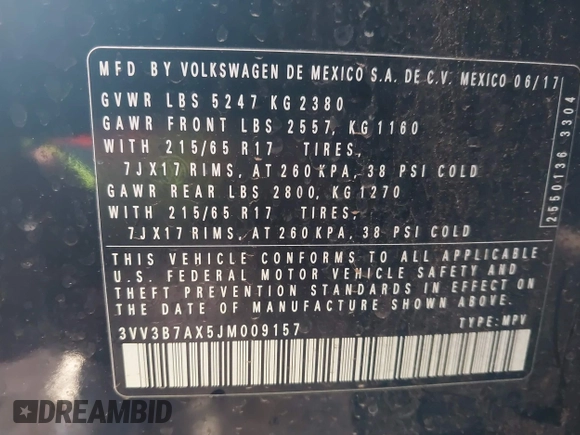 MFD BY VOLKSWAGEN DE MEXICO S.A. DE C.V. MEXICO 06/17
GVWR LBS 5247 KG 2380
GAWR FRONT LBS 2557, KG 1160
WITH 215/65 R17 TIRES,
7JX17 RIMS, AT 260 KPA, 38 PSI COLD
GAWR REAR LBS 2800, KG 1270
WITH 215/65 R17 TIRES,
7JX17 RIMS, AT 260 KPA, 38 PSI COLD
THIS VEHICLE CONFORMS TO ALL APPLICABLE
U.S. FEDERAL MOTOR VEHICLE SAFETY AND
THEFT PREVENTION STANDARDS IN EFFECT ON
THE DATE OF MANUFACTURE SHOWN ABOVE.
3VV3B7AX5JM009157 TYPE: MPV
2550136 3304
DREAMBID